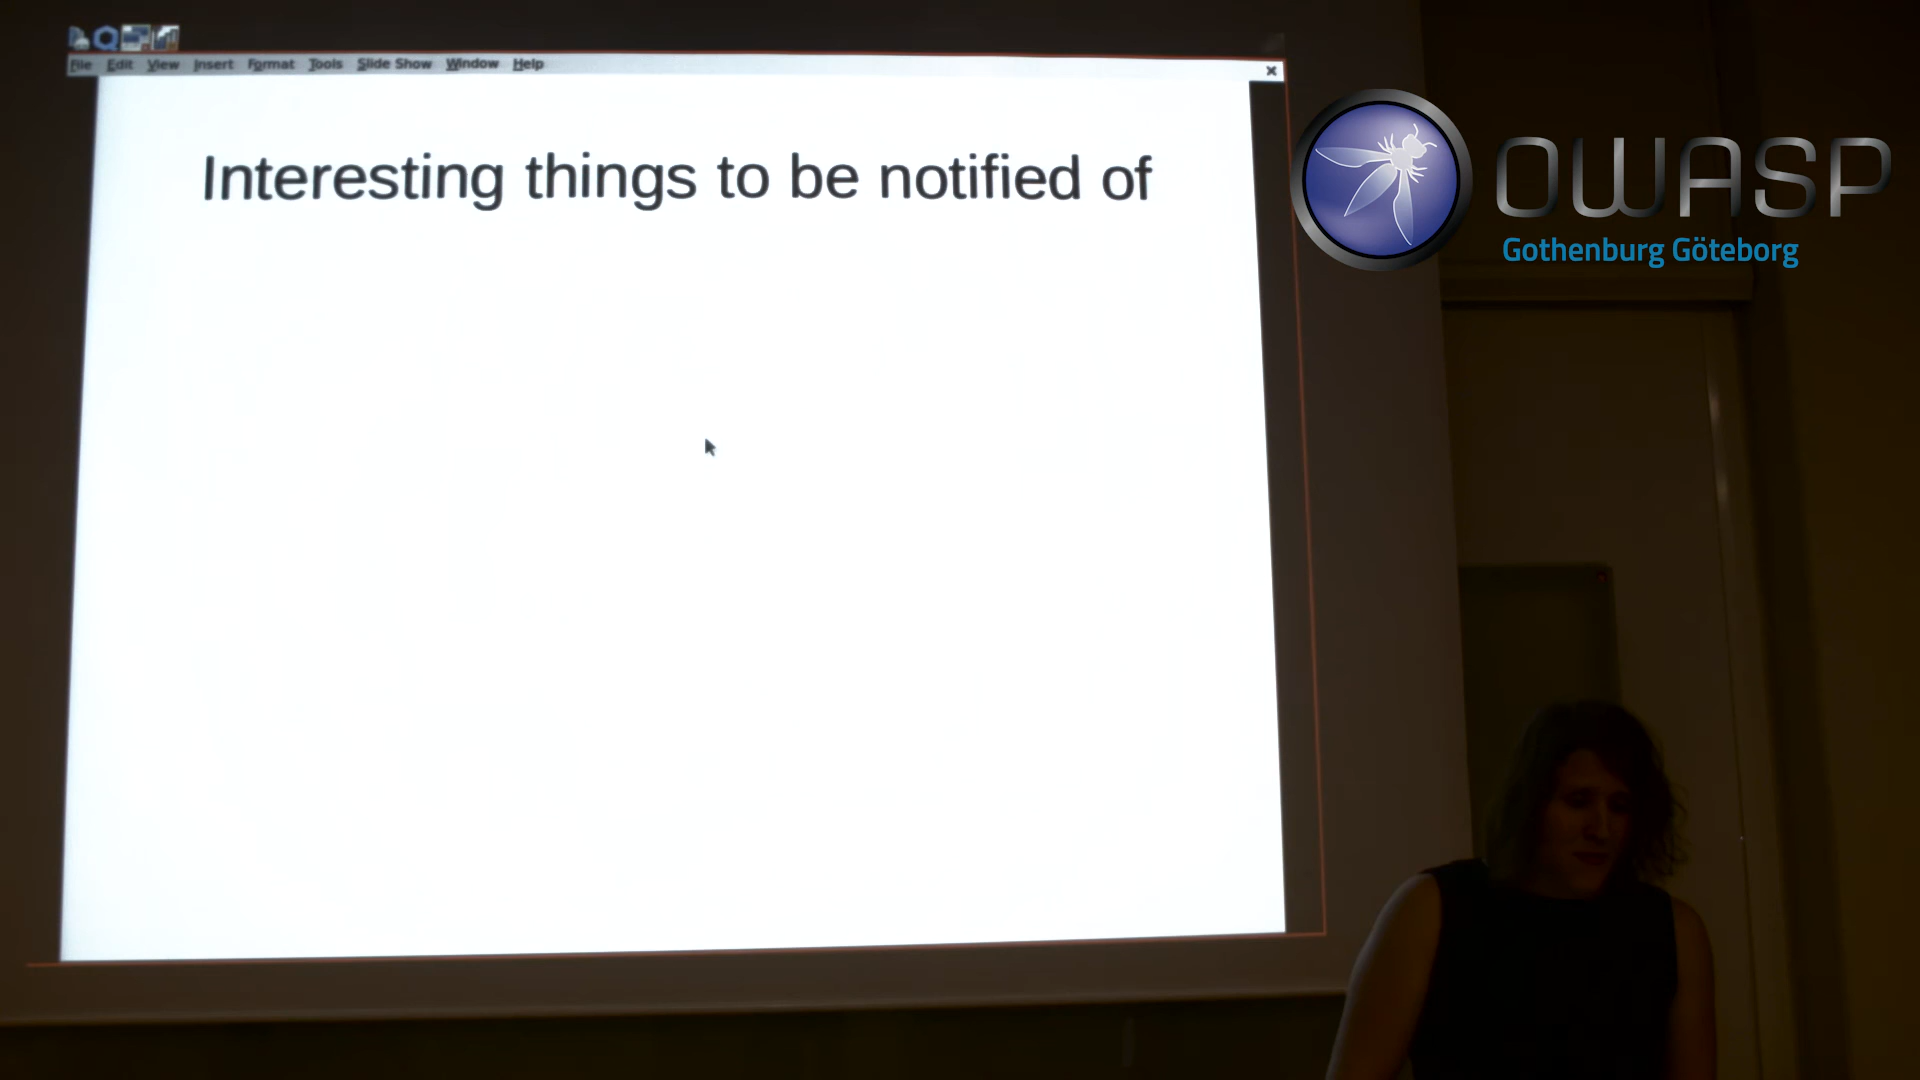 File Edit View Insert Format Tools Slide Show Window Help
Interesting things to be notified of
OWASP
Gothenburg Göteborg